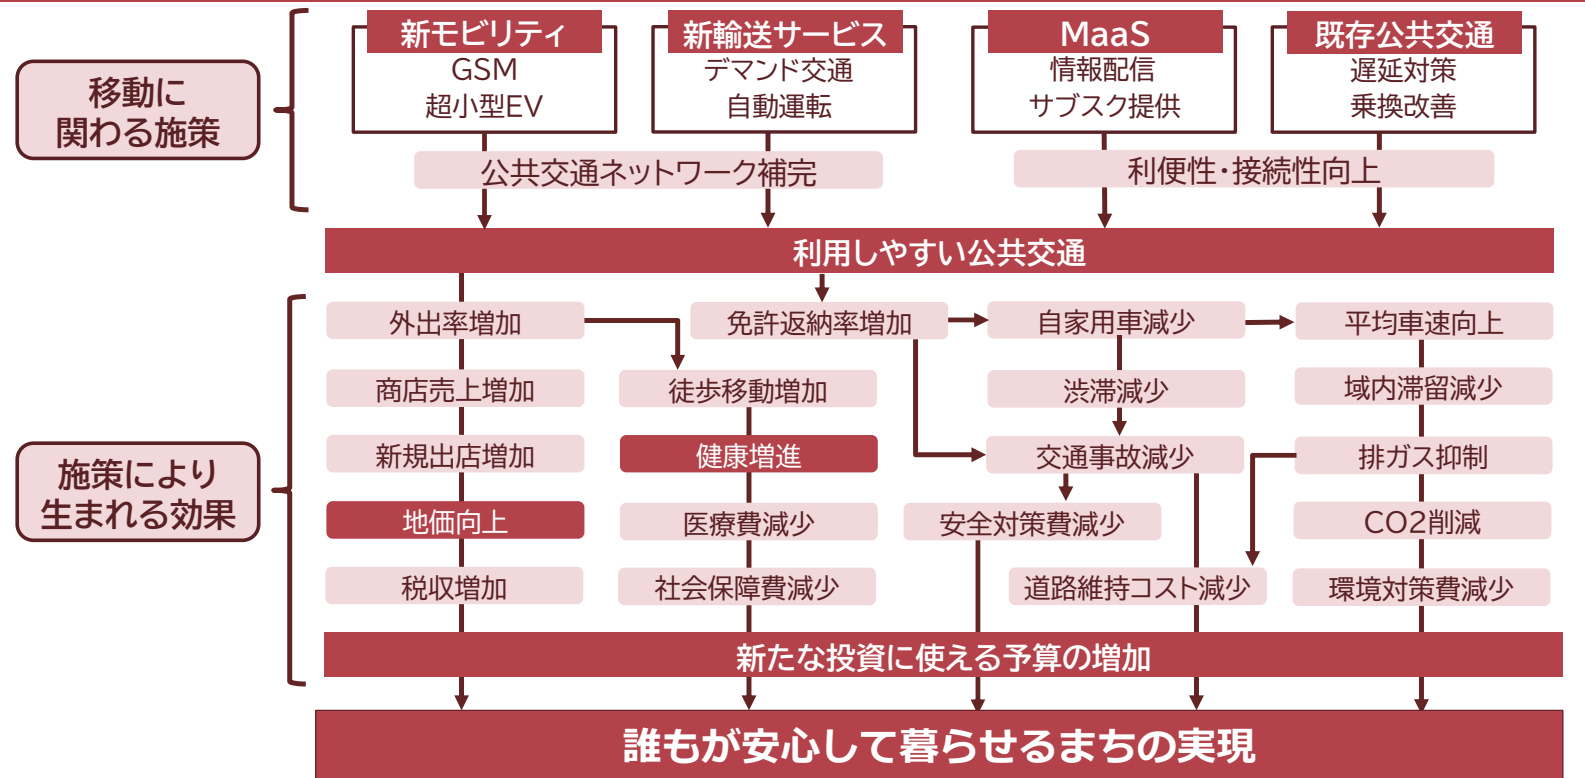 移動に
関わる施策
新モビリティ
GSM
超小型EV
新輸送サービス
デマンド交通
自動運転
MaaS
情報配信
サブスク提供
既存公共交通
遅延対策
乗換改善
公共交通ネットワーク補完
利便性・接続性向上
利用しやすい公共交通
施策により
生まれる効果
外出率増加
免許返納率増加
自家用車減少
平均車速向上
商店売上増加
徒歩移動増加
渋滞減少
域内滞留減少
新規出店増加
健康増進
交通事故減少
排ガス抑制
地価向上
医療費減少
安全対策費減少
CO2削減
税収増加
社会保障費減少
道路維持コスト減少
環境対策費減少
新たな投資に使える予算の増加
誰もが安心して暮らせるまちの実現